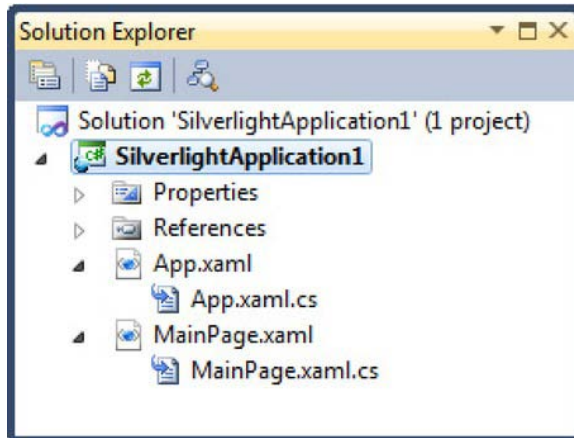 Solution Explorer
Solution 'SilverlightApplication1' (1 project)
SilverlightApplication1
Properties
References
App.xaml
App.xaml.cs
MainPage.xaml
MainPage.xaml.cs